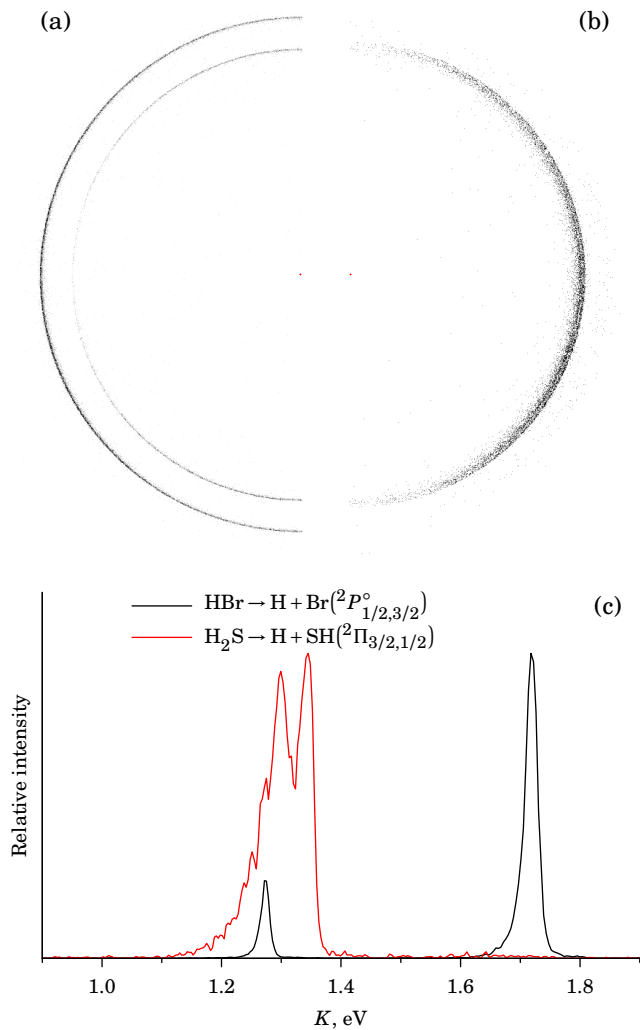 (a)
(b)
(c)
HBr → H + Br(²P°₁/₂,₃/₂)
H₂S → H + SH(²Π₃/₂,₁/₂)
Relative intensity
1.0 1.2 1.4 1.6 1.8
K, eV